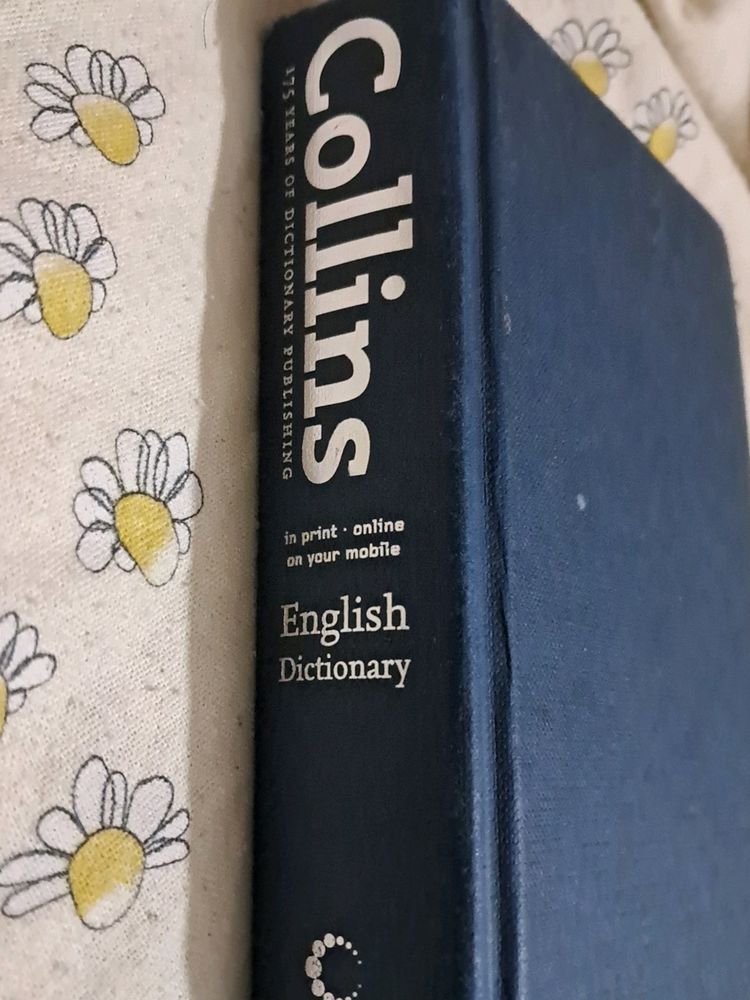 Collins
175 YEARS OF DICTIONARY PUBLISHING
in print · online
on your mobile
English
Dictionary